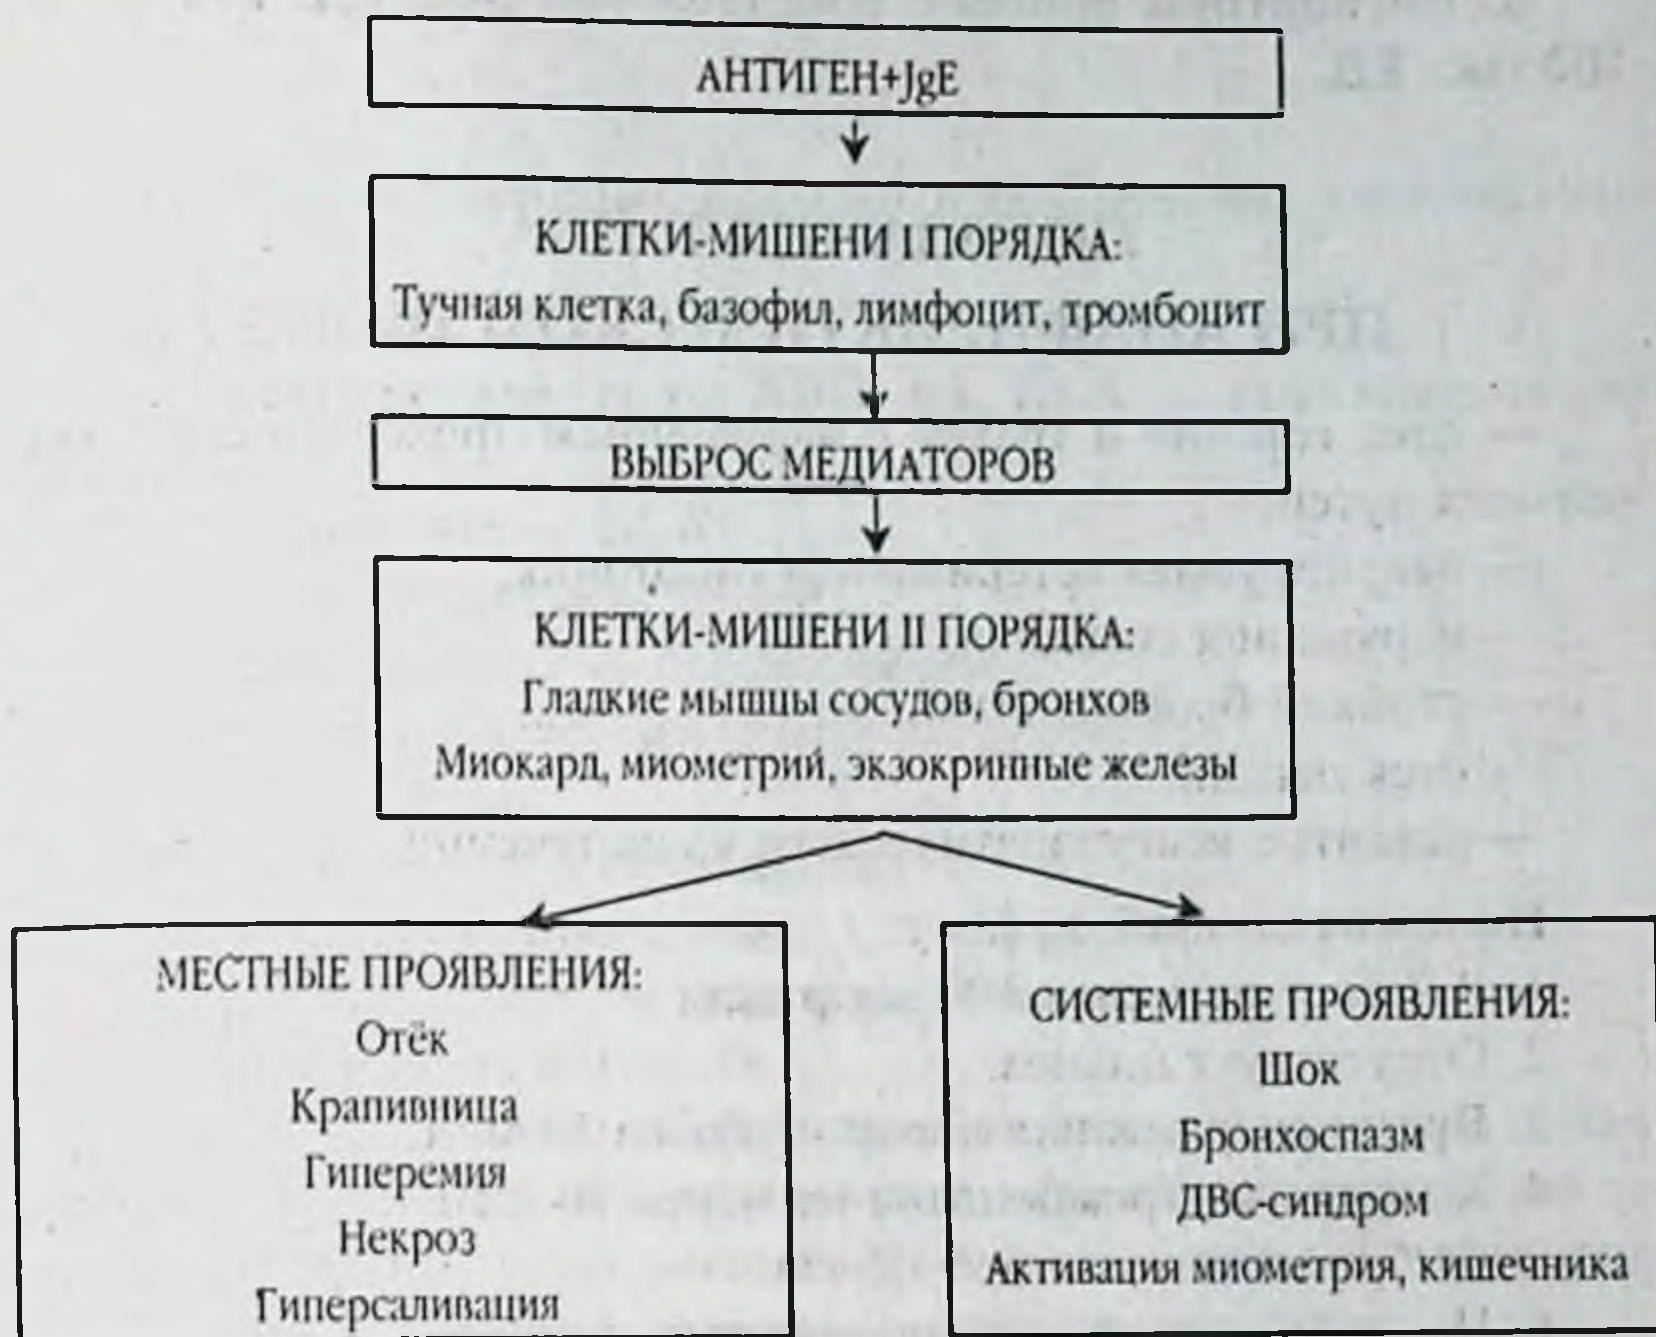 АНТИГЕН+JgE
КЛЕТКИ-МИШЕНИ I ПОРЯДКА:
Тучная клетка, базофил, лимфоцит, тромбоцит
ВЫБРОС МЕДИАТОРОВ
КЛЕТКИ-МИШЕНИ II ПОРЯДКА:
Гладкие мышцы сосудов, бронхов
Миокард, миометрий, экзокринные железы
МЕСТНЫЕ ПРОЯВЛЕНИЯ:
Отёк
Крапивница
Гиперемия
Некроз
Гиперсаливация
СИСТЕМНЫЕ ПРОЯВЛЕНИЯ:
Шок
Бронхоспазм
ДВС-синдром
Активация миометрия, кишечника